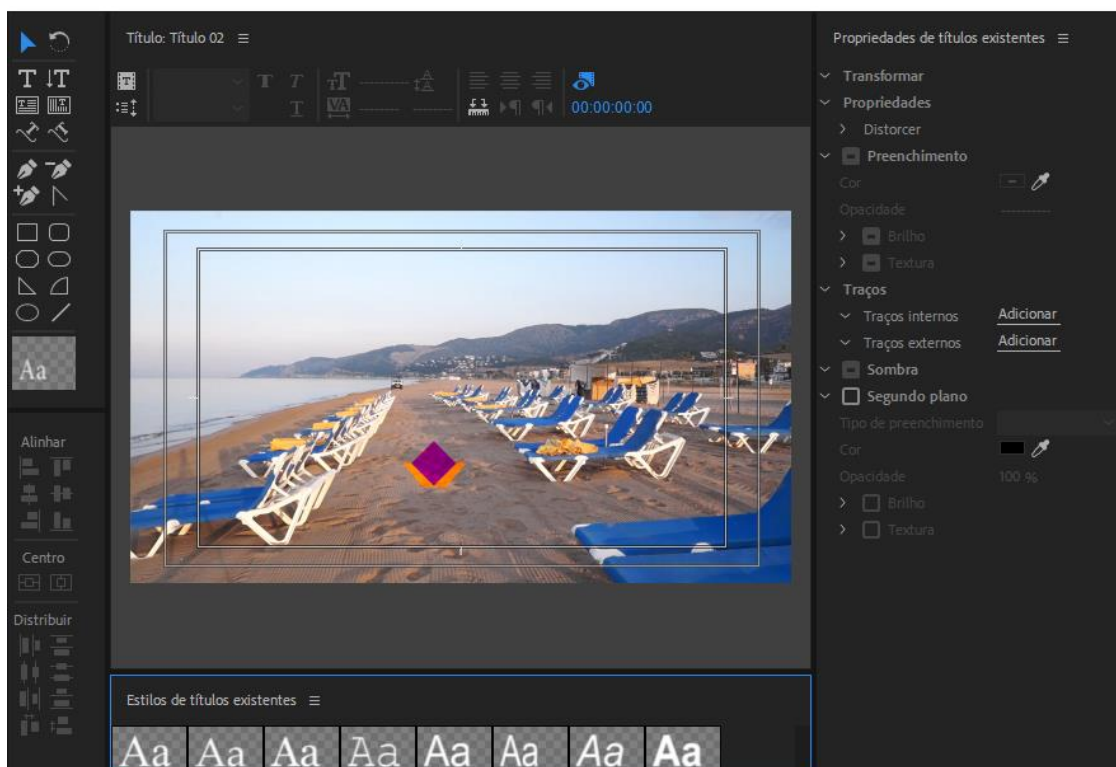 Título: Título 02
00:00:00:00
Aa
Alinhar
Centro
Distribuir
Estilos de títulos existentes
Aa Aa Aa Aa Aa Aa Aa Aa
Propriedades de títulos existentes
Transformar
Propriedades
Distorcer
Preenchimento
Cor
Opacidade
Brilho
Textura
Traços
Traços internos Adicionar
Traços externos Adicionar
Sombra
Segundo plano
Tipo de preenchimento
Cor
Opacidade 100 %
Brilho
Textura